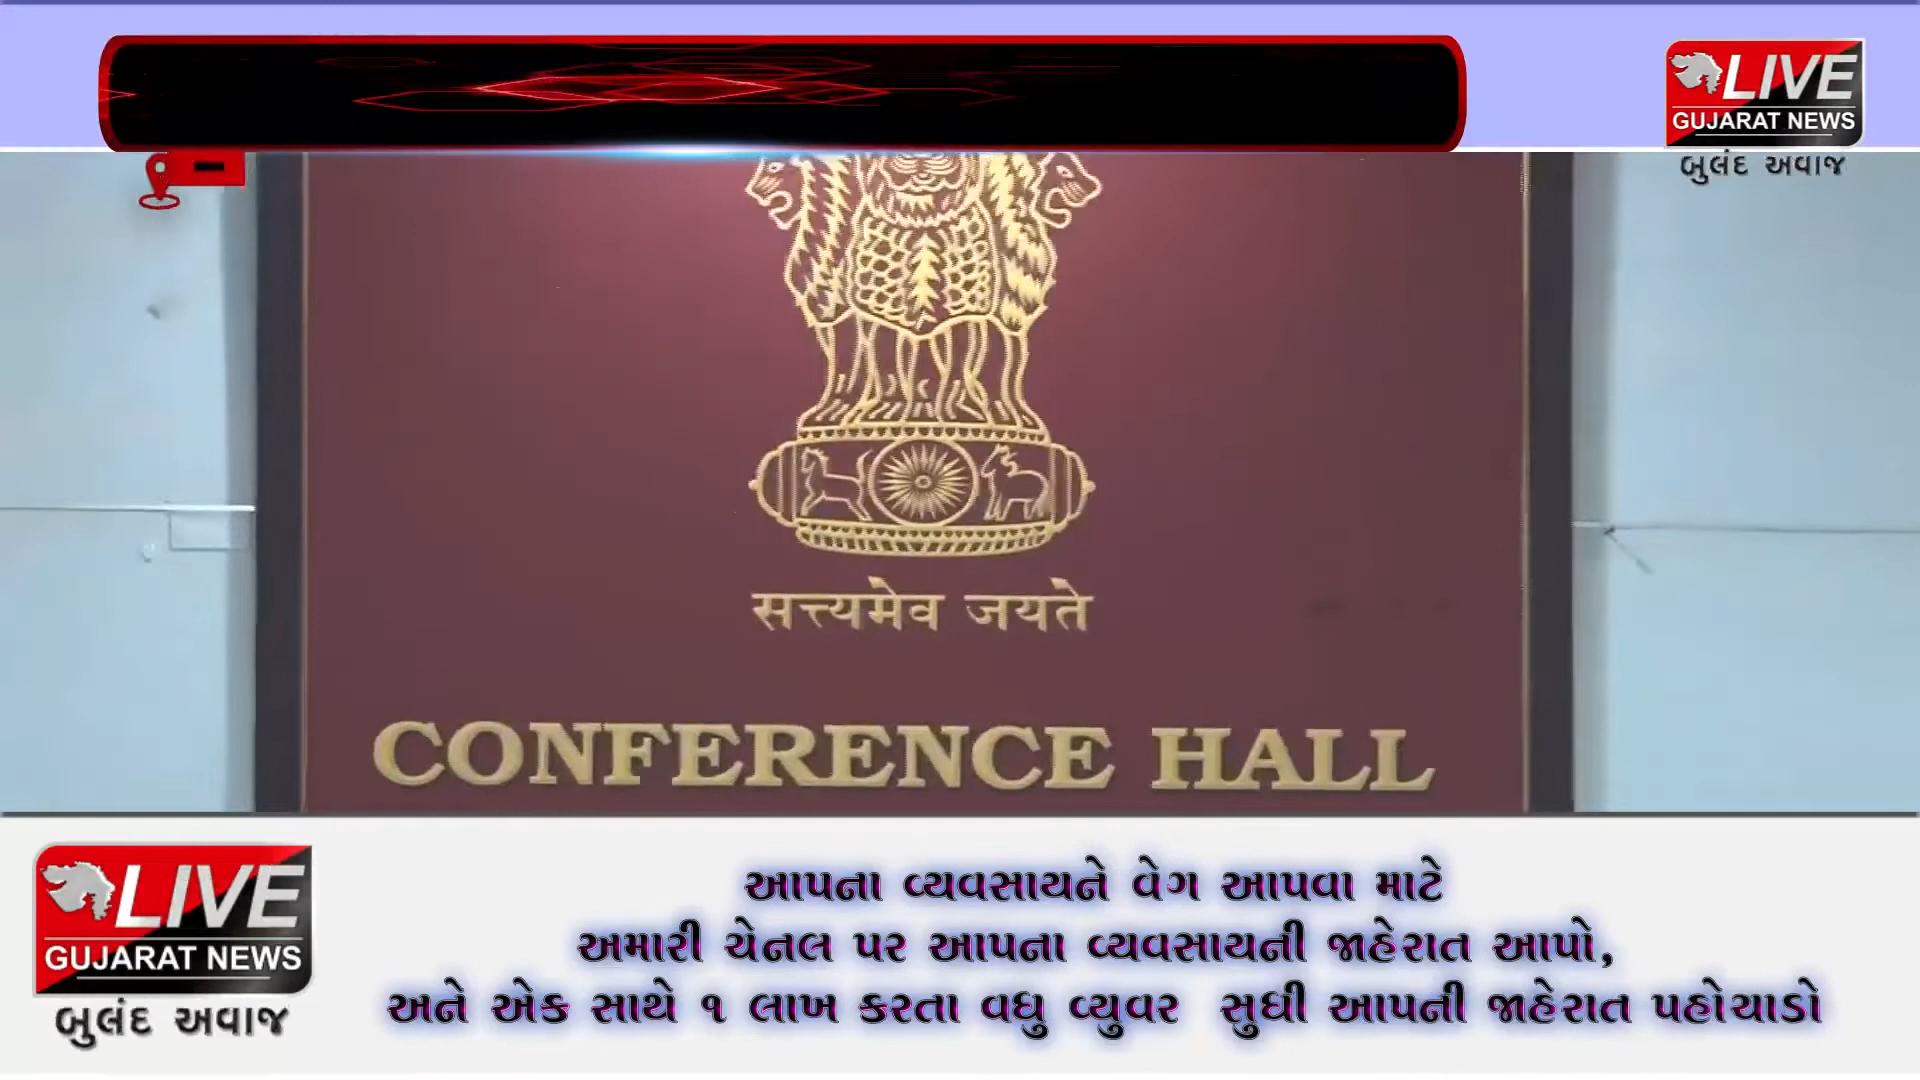 LIVE
GUJARAT NEWS
બુલંદ અવાજ
सत्यमेव जयते
CONFERENCE HALL
LIVE
GUJARAT NEWS
બુલંદ અવાજ
આપના વ્યવસાયને વેગ આપવા માટે
અમારી ચેનલ પર આપના વ્યવસાયની જાહેરાત આપો,
અને એક સાથે ૧ લાખ કરતા વધુ વ્યુવર સુધી આપની જાહેરાત પહોચાડો